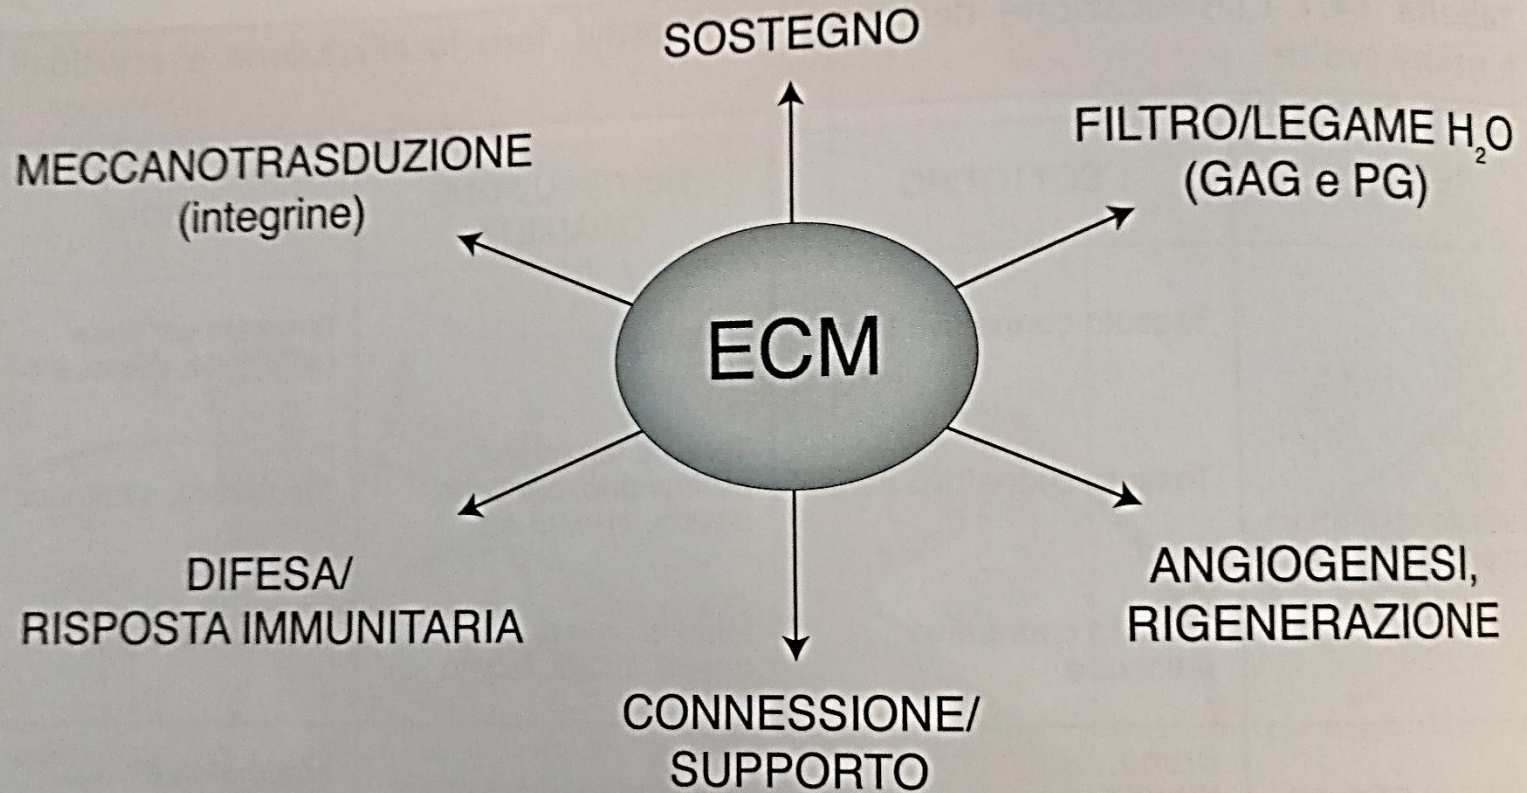 SOSTEGNO
FILTRO/LEGAME H₂O
(GAG e PG)
MECCANOTRASDUZIONE
(integrine)
ECM
DIFESA/
RISPOSTA IMMUNITARIA
ANGIOGENESI,
RIGENERAZIONE
CONNESSIONE/
SUPPORTO